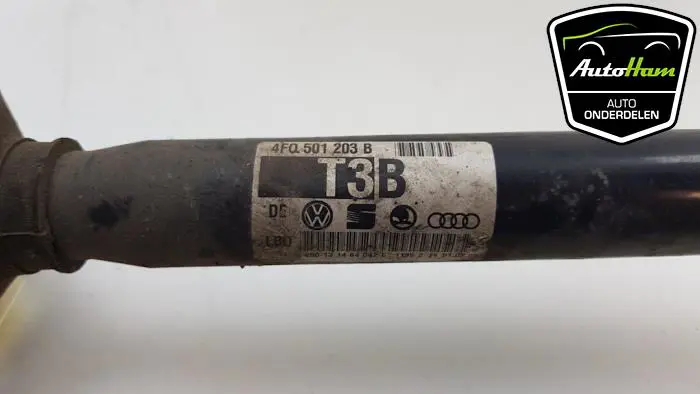 AutoHam
AUTO
ONDERDELEN
4F0 501 203 B
T3B
DE
LBO